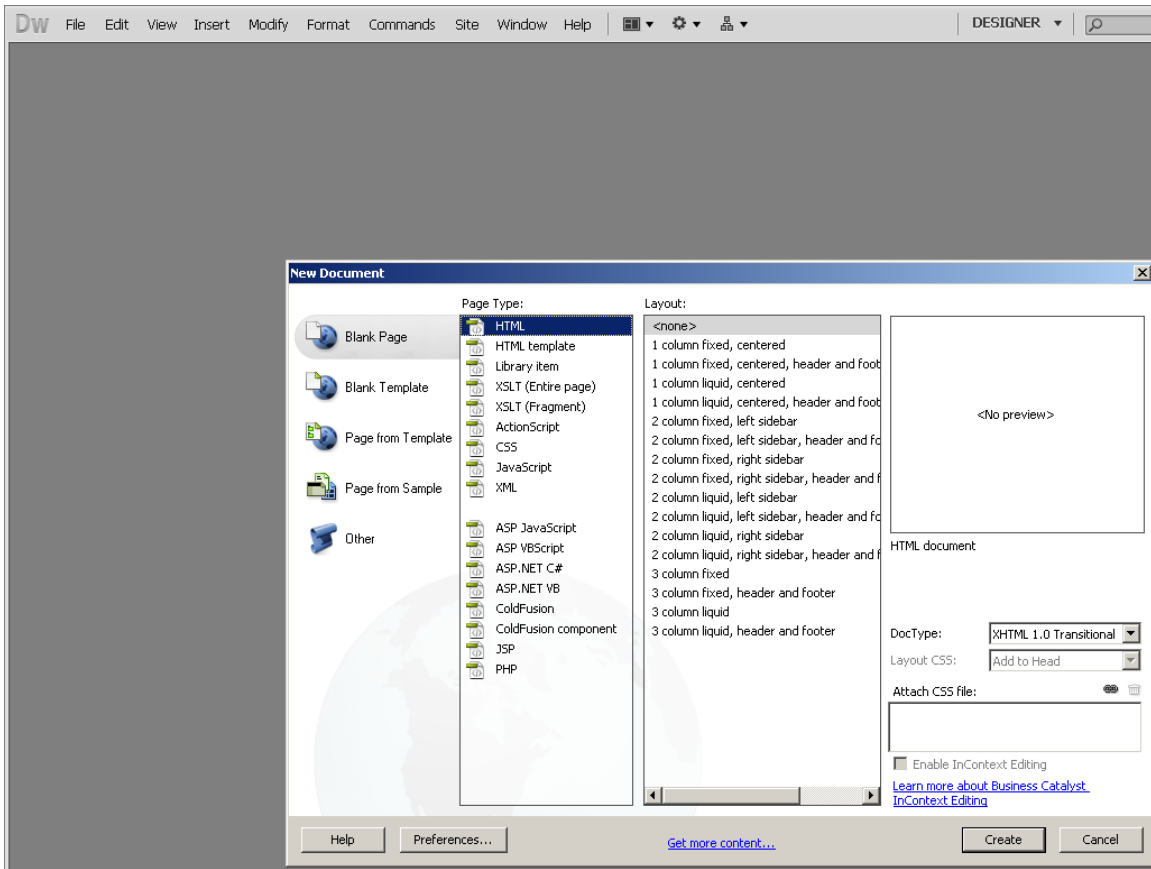 Dw File Edit View Insert Modify Format Commands Site Window Help DESIGNER
New Document
Page Type:
Layout:
Blank Page
Blank Template
Page from Template
Page from Sample
Other
HTML
HTML template
Library item
XSLT (Entire page)
XSLT (Fragment)
ActionScript
CSS
JavaScript
XML
ASP JavaScript
ASP VBScript
ASP.NET C#
ASP.NET VB
ColdFusion
ColdFusion component
JSP
PHP
<none>
1 column fixed, centered
1 column fixed, centered, header and foot
1 column liquid, centered
1 column liquid, centered, header and foot
2 column fixed, left sidebar
2 column fixed, left sidebar, header and fo
2 column fixed, right sidebar
2 column fixed, right sidebar, header and f
2 column liquid, left sidebar
2 column liquid, left sidebar, header and fo
2 column liquid, right sidebar
2 column liquid, right sidebar, header and f
3 column fixed
3 column fixed, header and footer
3 column liquid
3 column liquid, header and footer
<No preview>
HTML document
DocType: XHTML 1.0 Transitional
Layout CSS: Add to Head
Attach CSS file:
Enable InContext Editing
Learn more about Business Catalyst
InContext Editing
Help Preferences... Get more content... Create Cancel